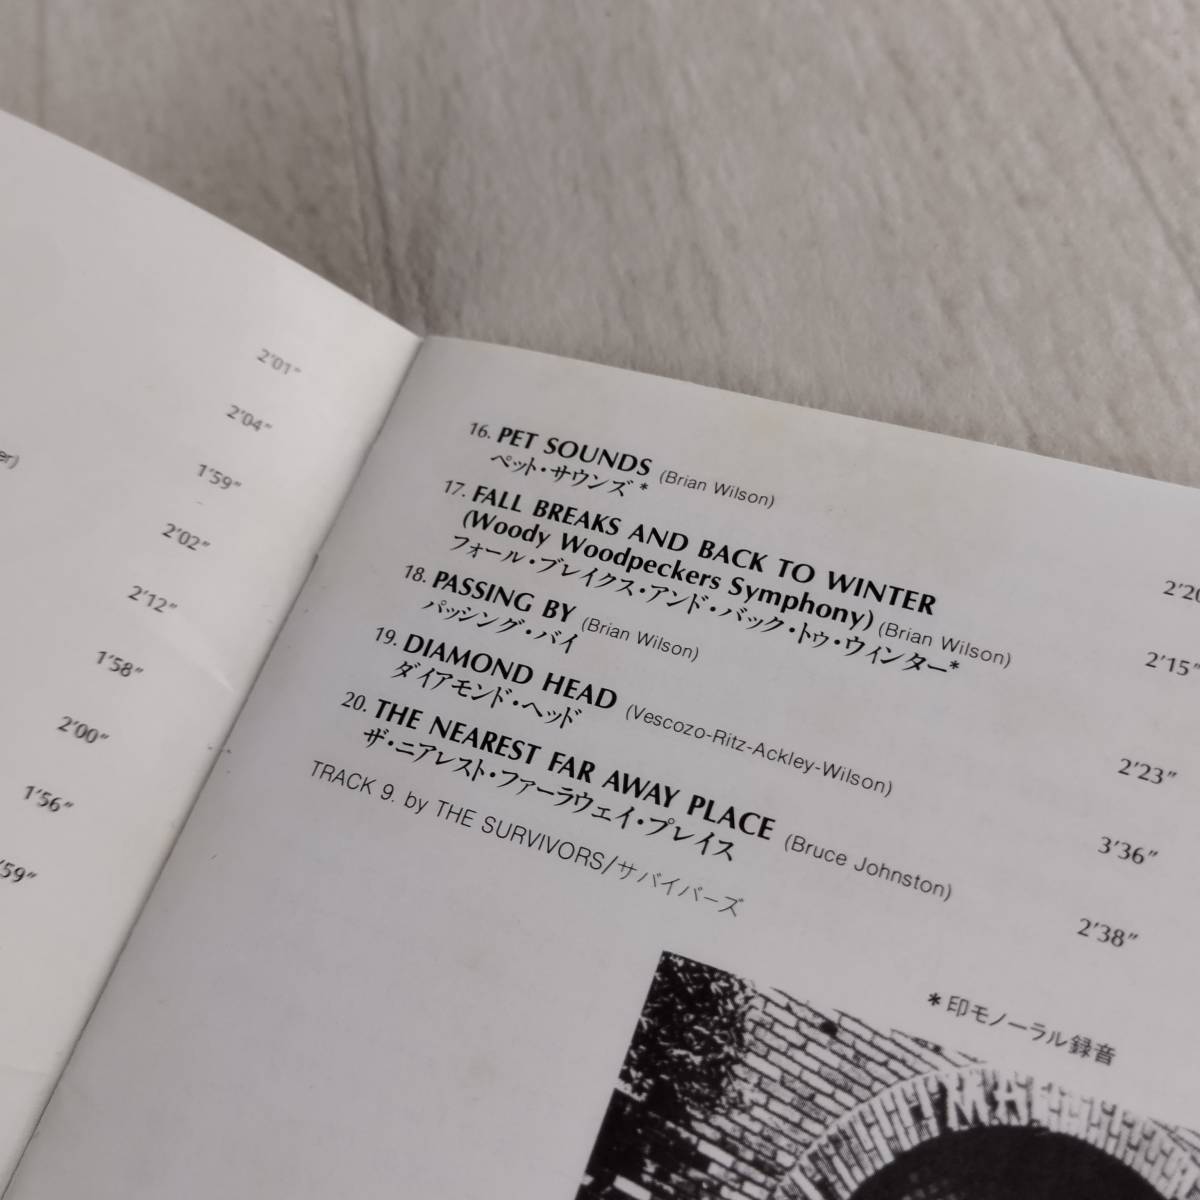 2'01"
2'04"
er)
1'59"
2'02"
2'12"
1'58"
2'00"
1'56"
'59"
16. PET SOUNDS (Brian Wilson) 2'20
ペット・サウンズ*
17. FALL BREAKS AND BACK TO WINTER
(Woody Woodpeckers Symphony) (Brian Wilson) 2'15"
フォール・ブレイクス・アンド・バック・トゥ・ウィンター*
18. PASSING BY (Brian Wilson) 2'23"
パッシング・バイ
19. DIAMOND HEAD (Vescozo-Ritz-Ackley-Wilson) 3'36"
ダイアモンド・ヘッド
20. THE NEAREST FAR AWAY PLACE (Bruce Johnston) 2'38"
ザ・ニアレスト・ファーラウェイ・プレイス
TRACK 9. by THE SURVIVORS/サバイバーズ
*印モノーラル録音
MA